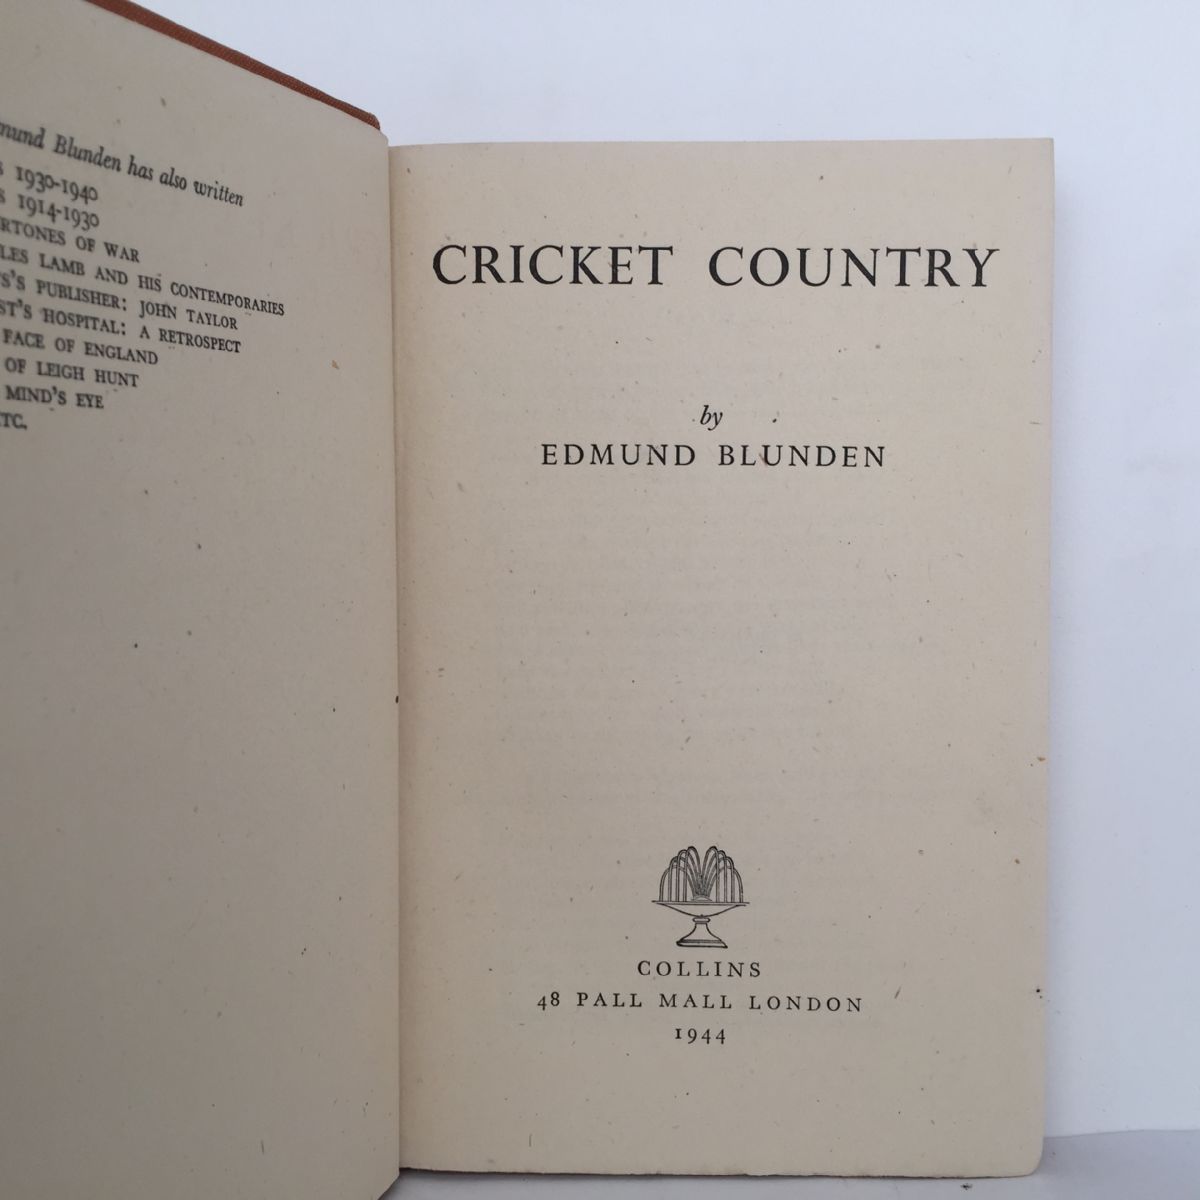 mund Blunden has also written
S 1930-1940
S 1914-1930
RTONES OF WAR
LES LAMB AND HIS CONTEMPORARIES
S'S PUBLISHER: JOHN TAYLOR
ST'S HOSPITAL: A RETROSPECT
FACE OF ENGLAND
OF LEIGH HUNT
MIND'S EYE
TC.
CRICKET COUNTRY
by
EDMUND BLUNDEN
COLLINS
48 PALL MALL LONDON
1944